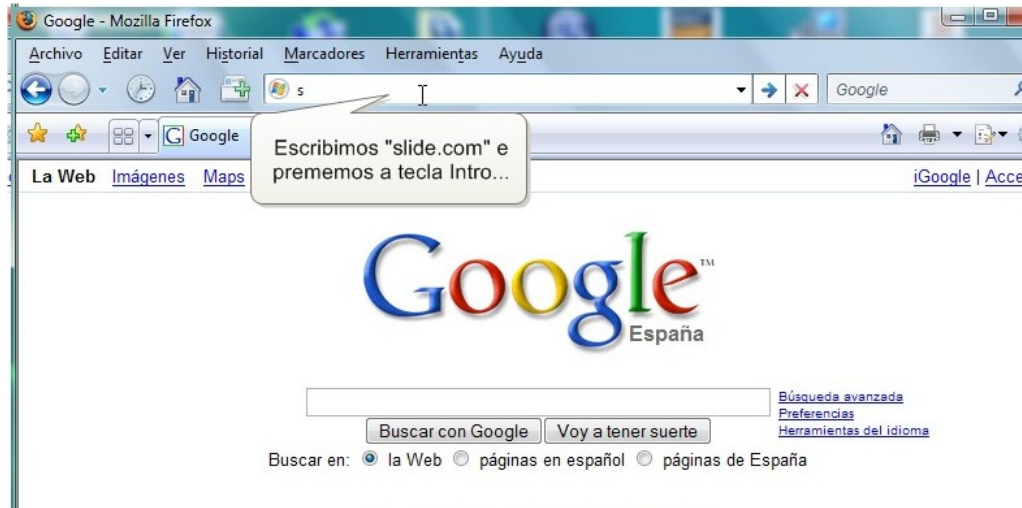 Google - Mozilla Firefox
Archivo Editar Ver Historial Marcadores Herramientas Ayuda
s
Google
Google
Escribimos "slide.com" e
prememos a tecla Intro...
La Web Imágenes Maps
iGoogle | Acce
Google™
España
Búsqueda avanzada
Preferencias
Herramientas del idioma
Buscar con Google Voy a tener suerte
Buscar en: la Web páginas en español páginas de España